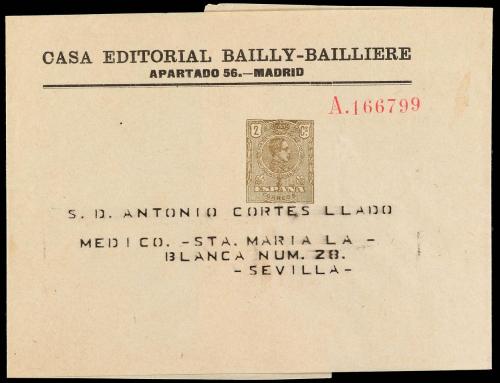 CASA EDITORIAL BAILLY-BAILLIERE
APARTADO 56.—MADRID
A.166799
2 Cs
ESPAÑA
CORREOS
S. D. ANTONIO CORTES LLADO
MEDICO. -STA. MARIA LA -
BLANCA NUM. 28.
-SEVILLA-